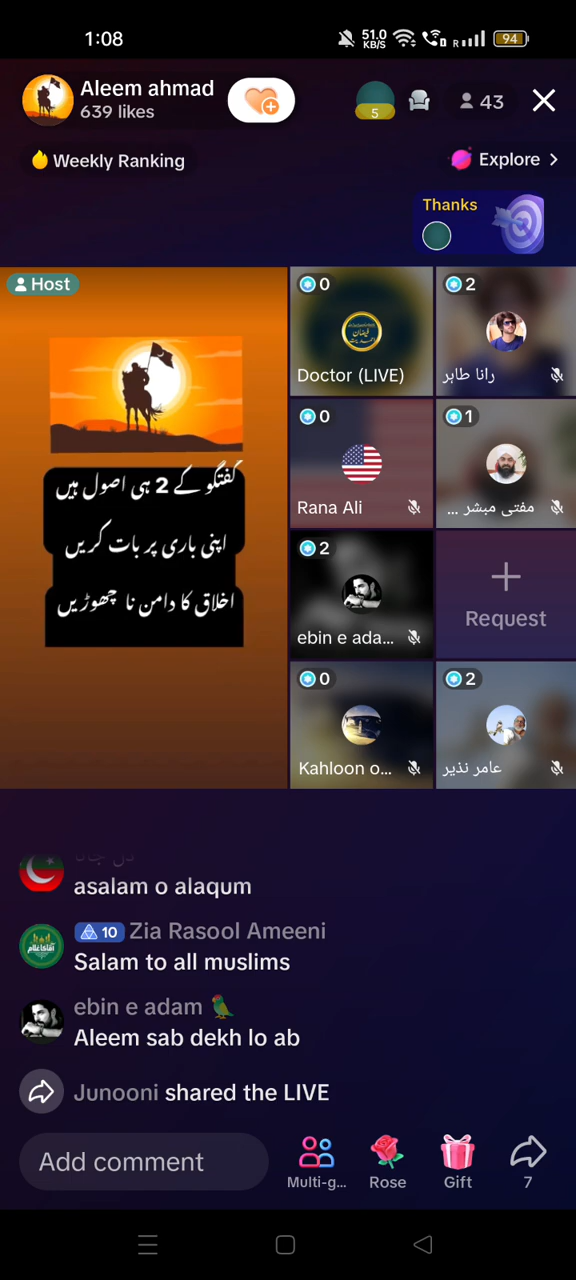 1:08
51.0
KB/S
R
94
Aleem ahmad
639 likes
5
43
Weekly Ranking
Explore >
Thanks
Host
گفتگو کے 2 ہی اصول ہیں
اپنی باری پر بات کریں
اخلاق کا دامن نا چھوڑیں
0
فیضان
Doctor (LIVE)
2
رانا طاہر
0
Rana Ali
1
مفتی مبشر ...
2
ebin e ada...
Request
0
Kahloon o...
2
عامر نذیر
asalam o alaqum
10 Zia Rasool Ameeni
Salam to all muslims
ebin e adam
Aleem sab dekh lo ab
Junooni shared the LIVE
Add comment
Multi-g...
Rose
Gift
7